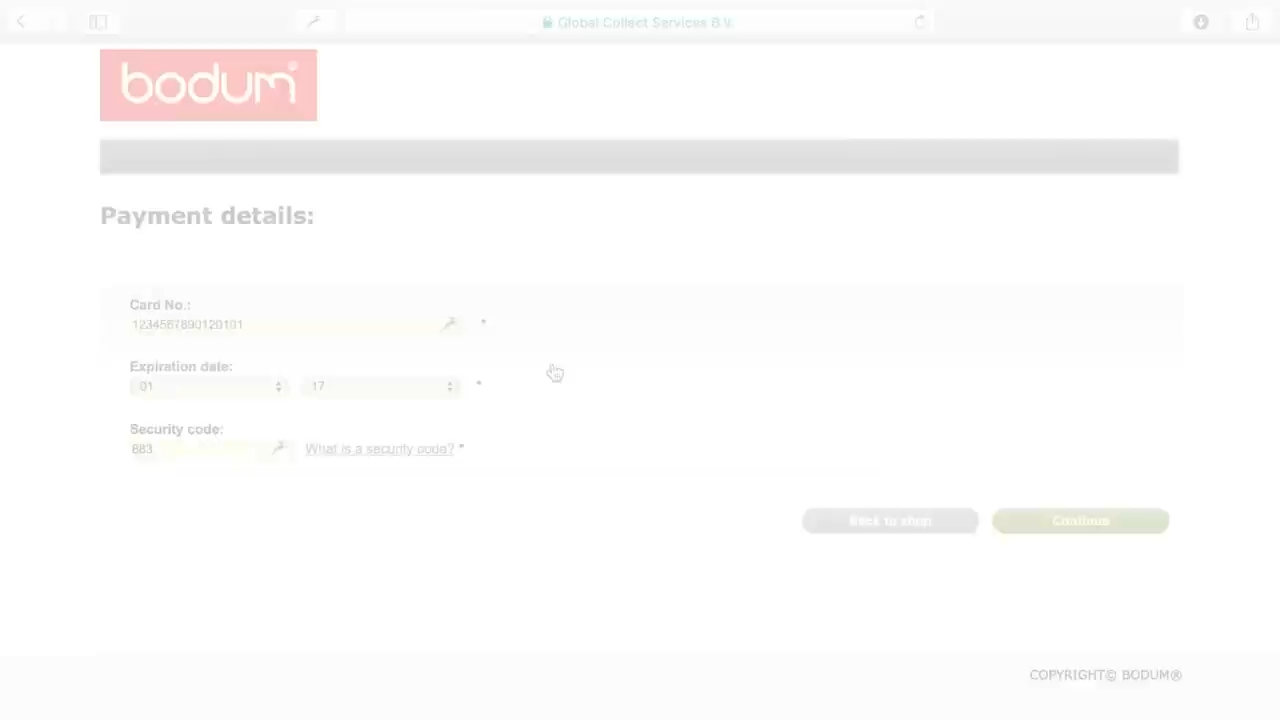 Global Collect Services B.V.
bodum®
Payment details:
Card No.:
1234567890120101 *
Expiration date:
01 17 *
Security code:
883 What is a security code? *
Back to shop Continue
COPYRIGHT© BODUM®